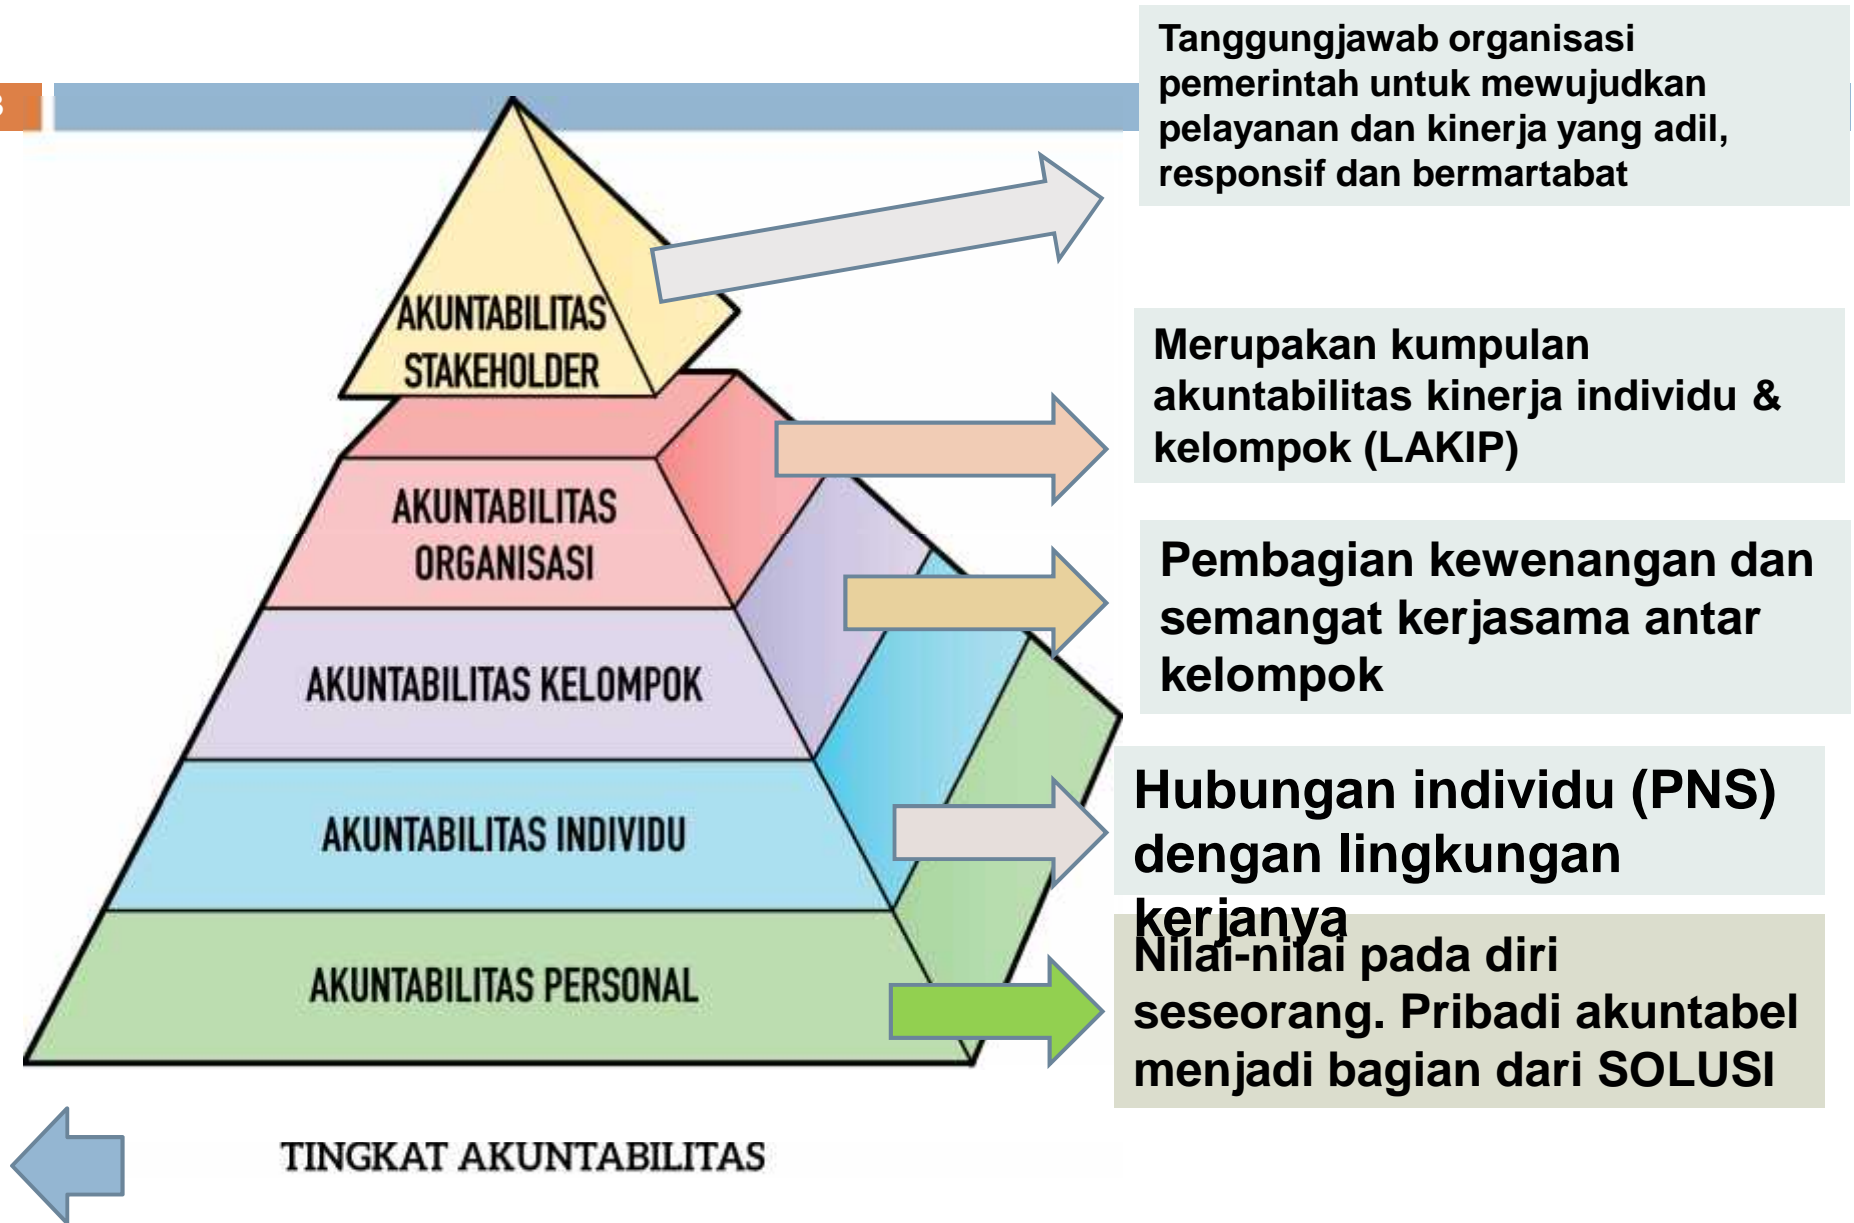 Tanggungjawab organisasi
pemerintah untuk mewujudkan
pelayanan dan kinerja yang adil,
responsif dan bermartabat
AKUNTABILITAS
STAKEHOLDER
Merupakan kumpulan
akuntabilitas kinerja individu &
kelompok (LAKIP)
AKUNTABILITAS
ORGANISASI
Pembagian kewenangan dan
semangat kerjasama antar
kelompok
AKUNTABILITAS KELOMPOK
Hubungan individu (PNS)
dengan lingkungan
kerjanya
AKUNTABILITAS INDIVIDU
Nilai-nilai pada diri
seseorang. Pribadi akuntabel
menjadi bagian dari SOLUSI
AKUNTABILITAS PERSONAL
TINGKAT AKUNTABILITAS